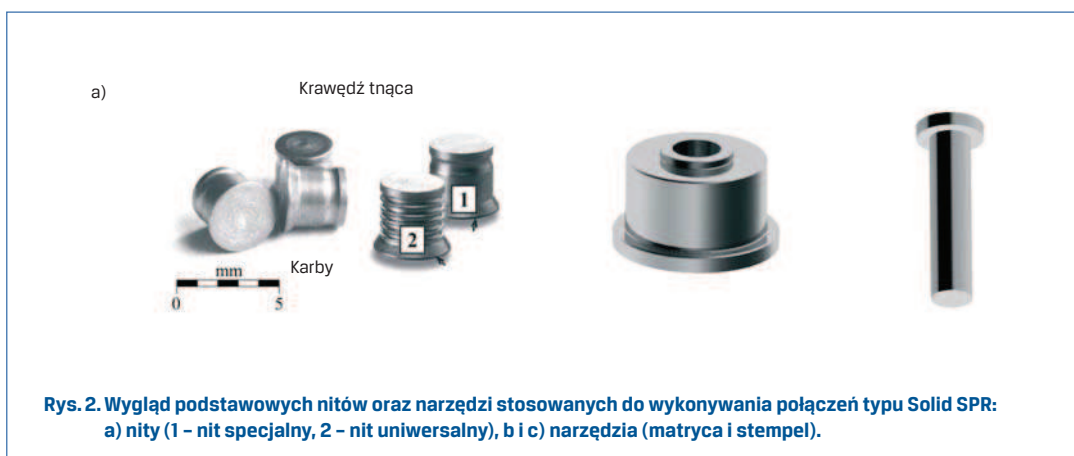 a)
Krawędź tnąca
1
2
Karby
mm
0 5
Rys. 2. Wygląd podstawowych nitów oraz narzędzi stosowanych do wykonywania połączeń typu Solid SPR:
a) nity (1 – nit specjalny, 2 – nit uniwersalny), b i c) narzędzia (matryca i stempel).